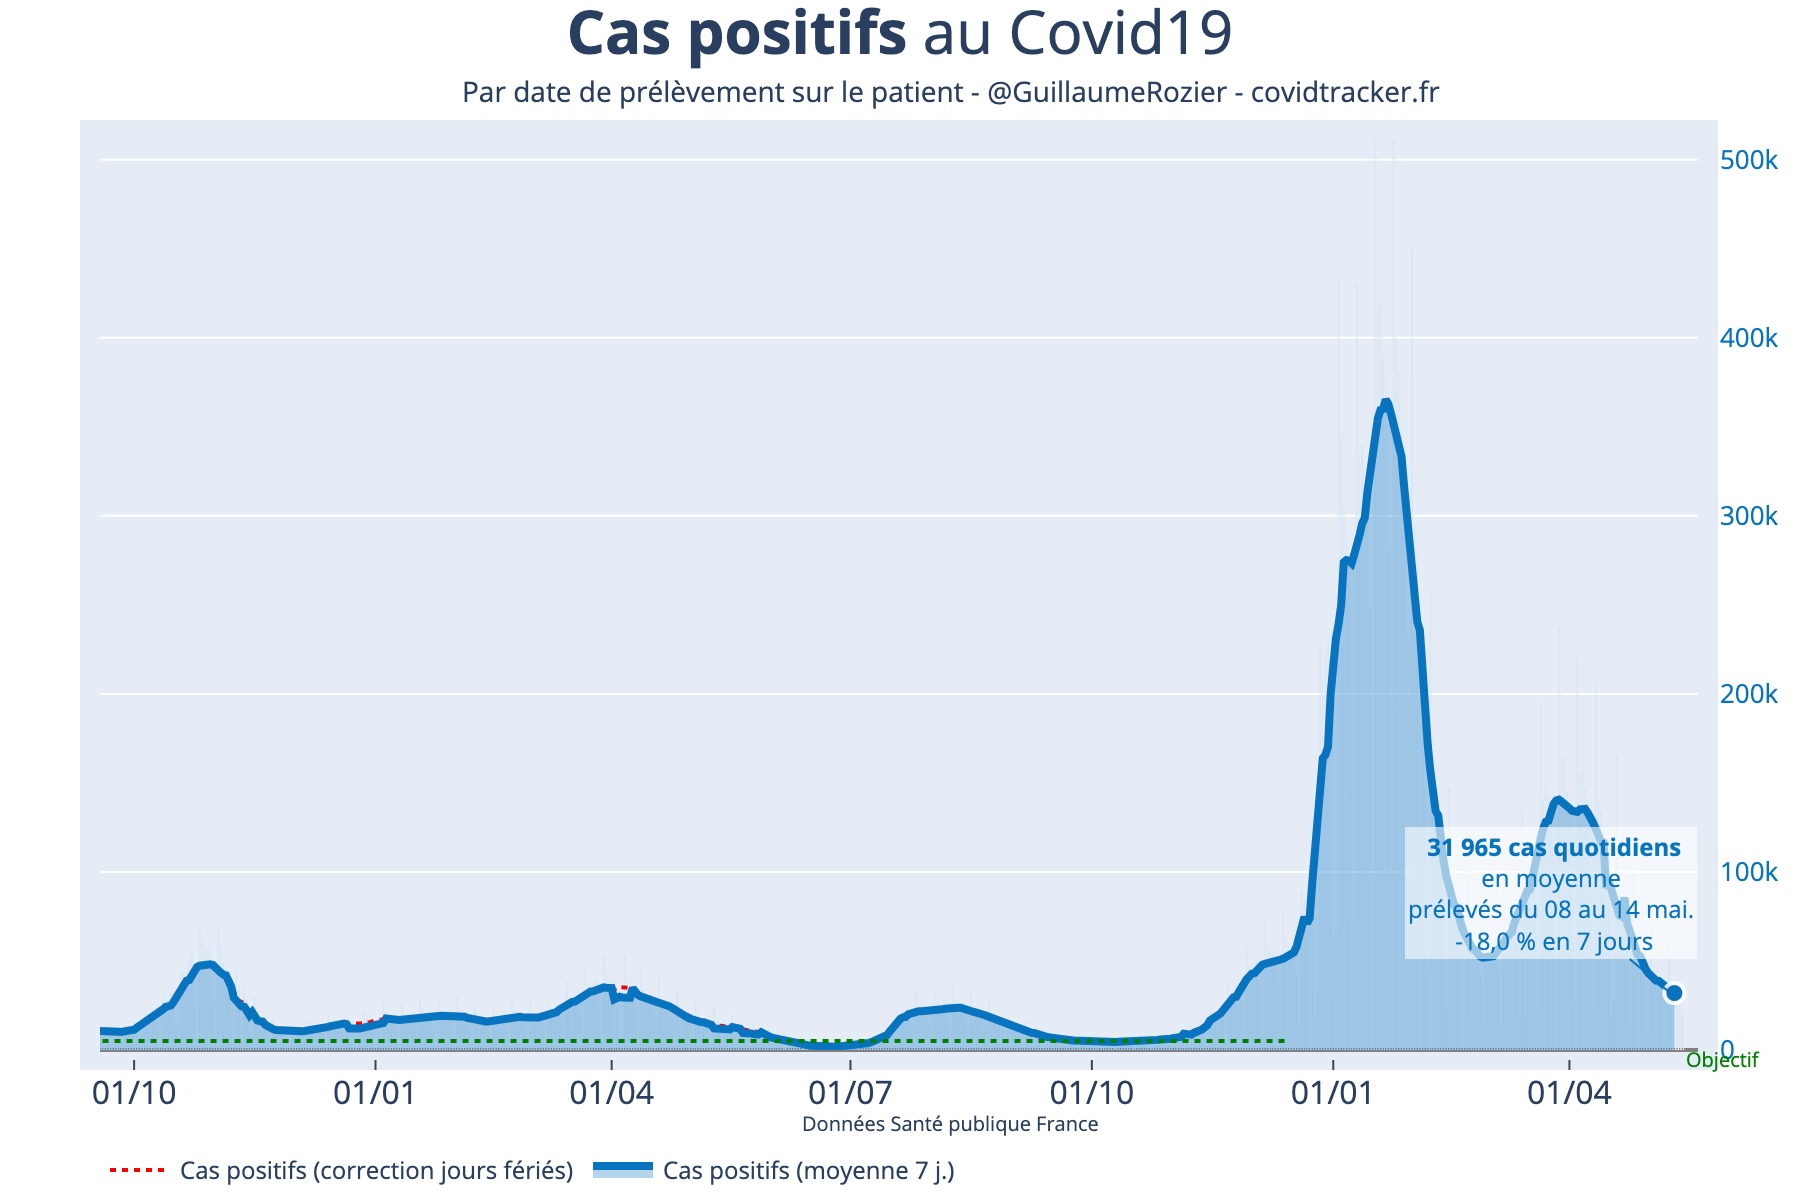 Cas positifs au Covid19
Par date de prélèvement sur le patient - @GuillaumeRozier - covidtracker.fr
500k
400k
300k
200k
100k
0
31 965 cas quotidiens
en moyenne
prélevés du 08 au 14 mai.
-18,0 % en 7 jours
Objectif
01/10
01/01
01/04
01/07
01/10
01/01
01/04
Données Santé publique France
Cas positifs (correction jours fériés)
Cas positifs (moyenne 7 j.)